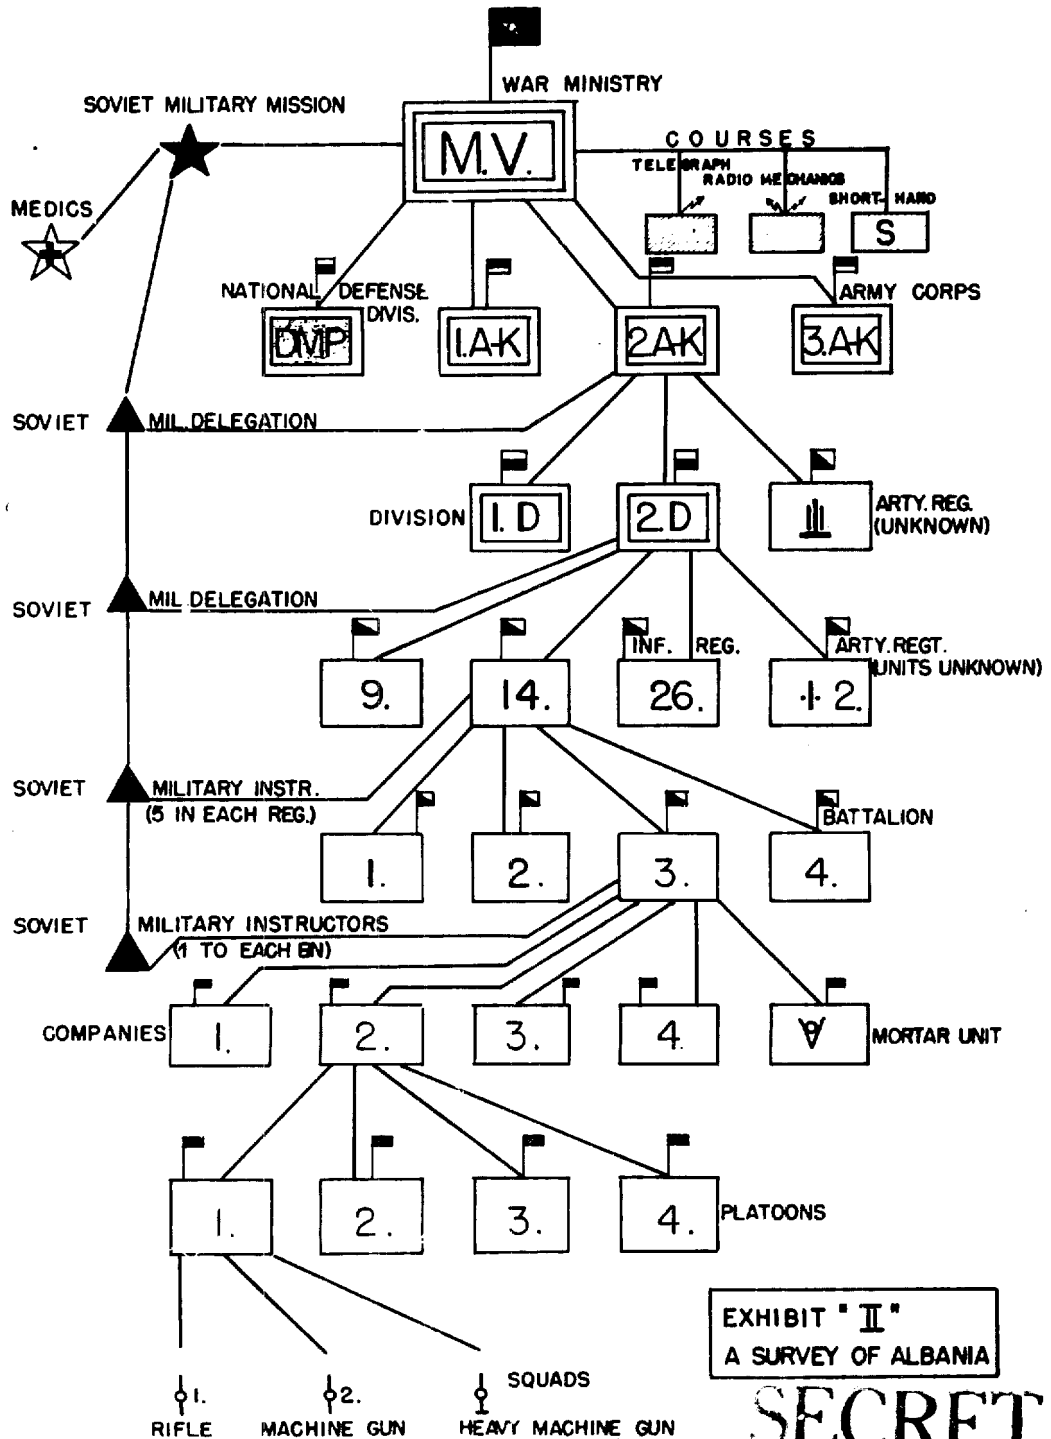 WAR MINISTRY
SOVIET MILITARY MISSION
M.V.
COURSES
TELEGRAPH
RADIO MECHANICS
SHORT-HAND
MEDICS
S
NATIONAL DEFENSE
DIVIS.
ARMY CORPS
DMP
1.A-K
2A-K
3.A-K
SOVIET MIL. DELEGATION
DIVISION
1. D
2.D
ARTY. REG.
(UNKNOWN)
SOVIET MIL DELEGATION
INF. REG.
ARTY. REGT.
(UNITS UNKNOWN)
9.
14.
26.
1 2.
SOVIET MILITARY INSTR.
(5 IN EACH REG.)
BATTALION
1.
2.
3.
4.
SOVIET MILITARY INSTRUCTORS
(1 TO EACH BN)
COMPANIES
1.
2.
3.
4.
MORTAR UNIT
1.
2.
3.
4.
PLATOONS
SQUADS
1.
2.
RIFLE
MACHINE GUN
HEAVY MACHINE GUN
EXHIBIT "II"
A SURVEY OF ALBANIA
SECRET